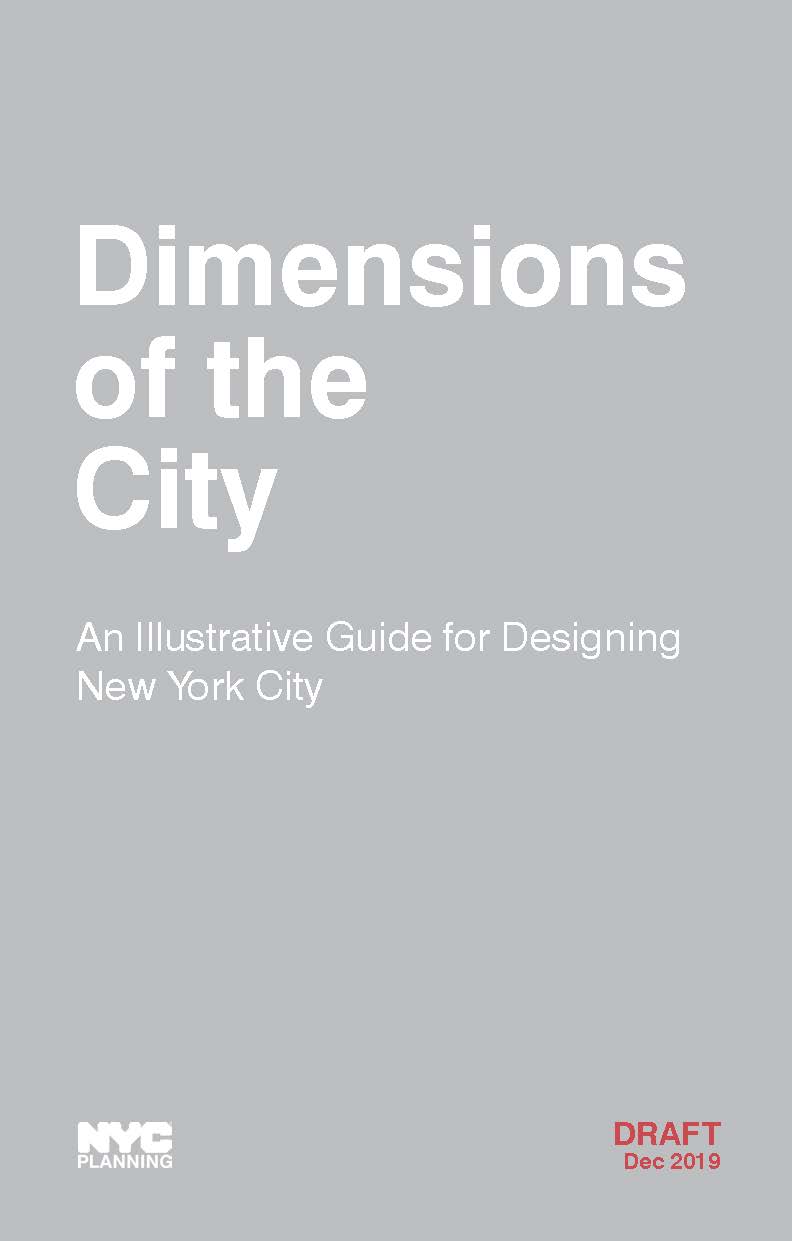 Dimensions
of the
City
An Illustrative Guide for Designing
New York City
NYC
PLANNING
DRAFT
Dec 2019